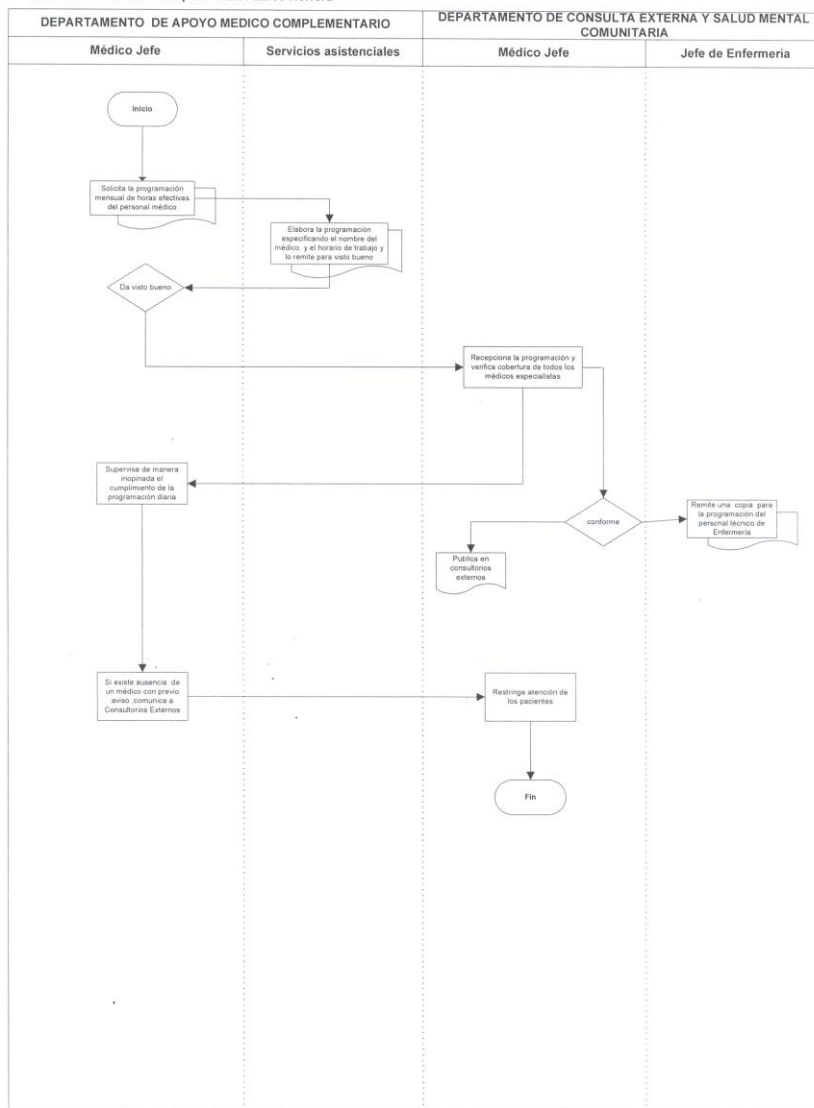 DEPARTAMENTO DE APOYO MEDICO COMPLEMENTARIO
DEPARTAMENTO DE CONSULTA EXTERNA Y SALUD MENTAL
COMUNITARIA
Médico Jefe
Servicios asistenciales
Médico Jefe
Jefe de Enfermeria
Inicio
Solicita la programación
mensual de horas efectivas
del personal médico
Elabora la programación
especificando el nombre del
médico y el horario de trabajo y
lo remite para visto bueno
Da visto bueno
Recepciona la programación y
verifica cobertura de todos los
médicos especialistas
Supervisa de manera
inopinada el
cumplimiento de la
programación diaria
conforme
Remite una copia para
la programación del
personal técnico de
Enfermería
Publica en
consultorios
externos
Si existe ausencia de
un médico con previo
aviso ,comunica a
Consultorios Externos
Restringe atención de
los pacientes
Fin